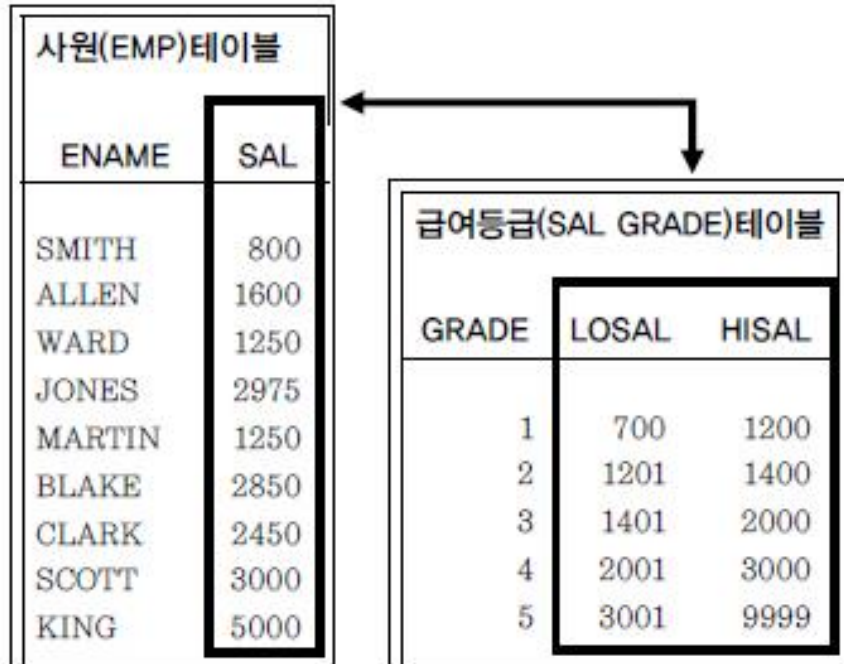 사원(EMP)테이블
ENAME SAL
SMITH 800
ALLEN 1600
WARD 1250
JONES 2975
MARTIN 1250
BLAKE 2850
CLARK 2450
SCOTT 3000
KING 5000
급여등급(SAL GRADE)테이블
GRADE LOSAL HISAL
1 700 1200
2 1201 1400
3 1401 2000
4 2001 3000
5 3001 9999